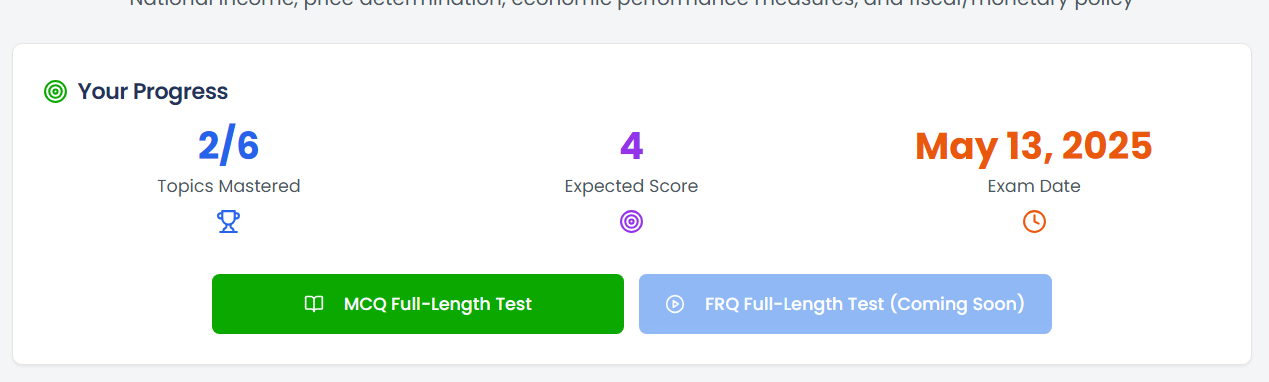 National income, price determination, economic performance measures, and fiscal/monetary policy
Your Progress
2/6
Topics Mastered
4
Expected Score
May 13, 2025
Exam Date
MCQ Full-Length Test
FRQ Full-Length Test (Coming Soon)